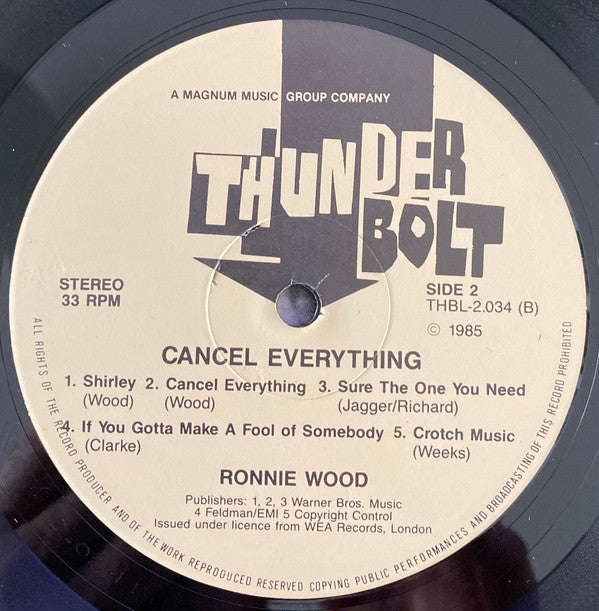 A MAGNUM MUSIC GROUP COMPANY
THUNDER
BOLT
STEREO
33 RPM
SIDE 2
THBL-2.034 (B)
© 1985
CANCEL EVERYTHING
1. Shirley 2. Cancel Everything 3. Sure The One You Need
(Wood) (Wood) (Jagger/Richard)
4. If You Gotta Make A Fool of Somebody 5. Crotch Music
(Clarke) (Weeks)
RONNIE WOOD
Publishers: 1, 2, 3 Warner Bros. Music
4 Feldman/EMI 5 Copyright Control
Issued under licence from WEA Records, London
ALL RIGHTS OF THE RECORD PRODUCER AND OF THE WORK REPRODUCED RESERVED COPYING PUBLIC PERFORMANCES AND BROADCASTING OF THIS RECORD PROHIBITED